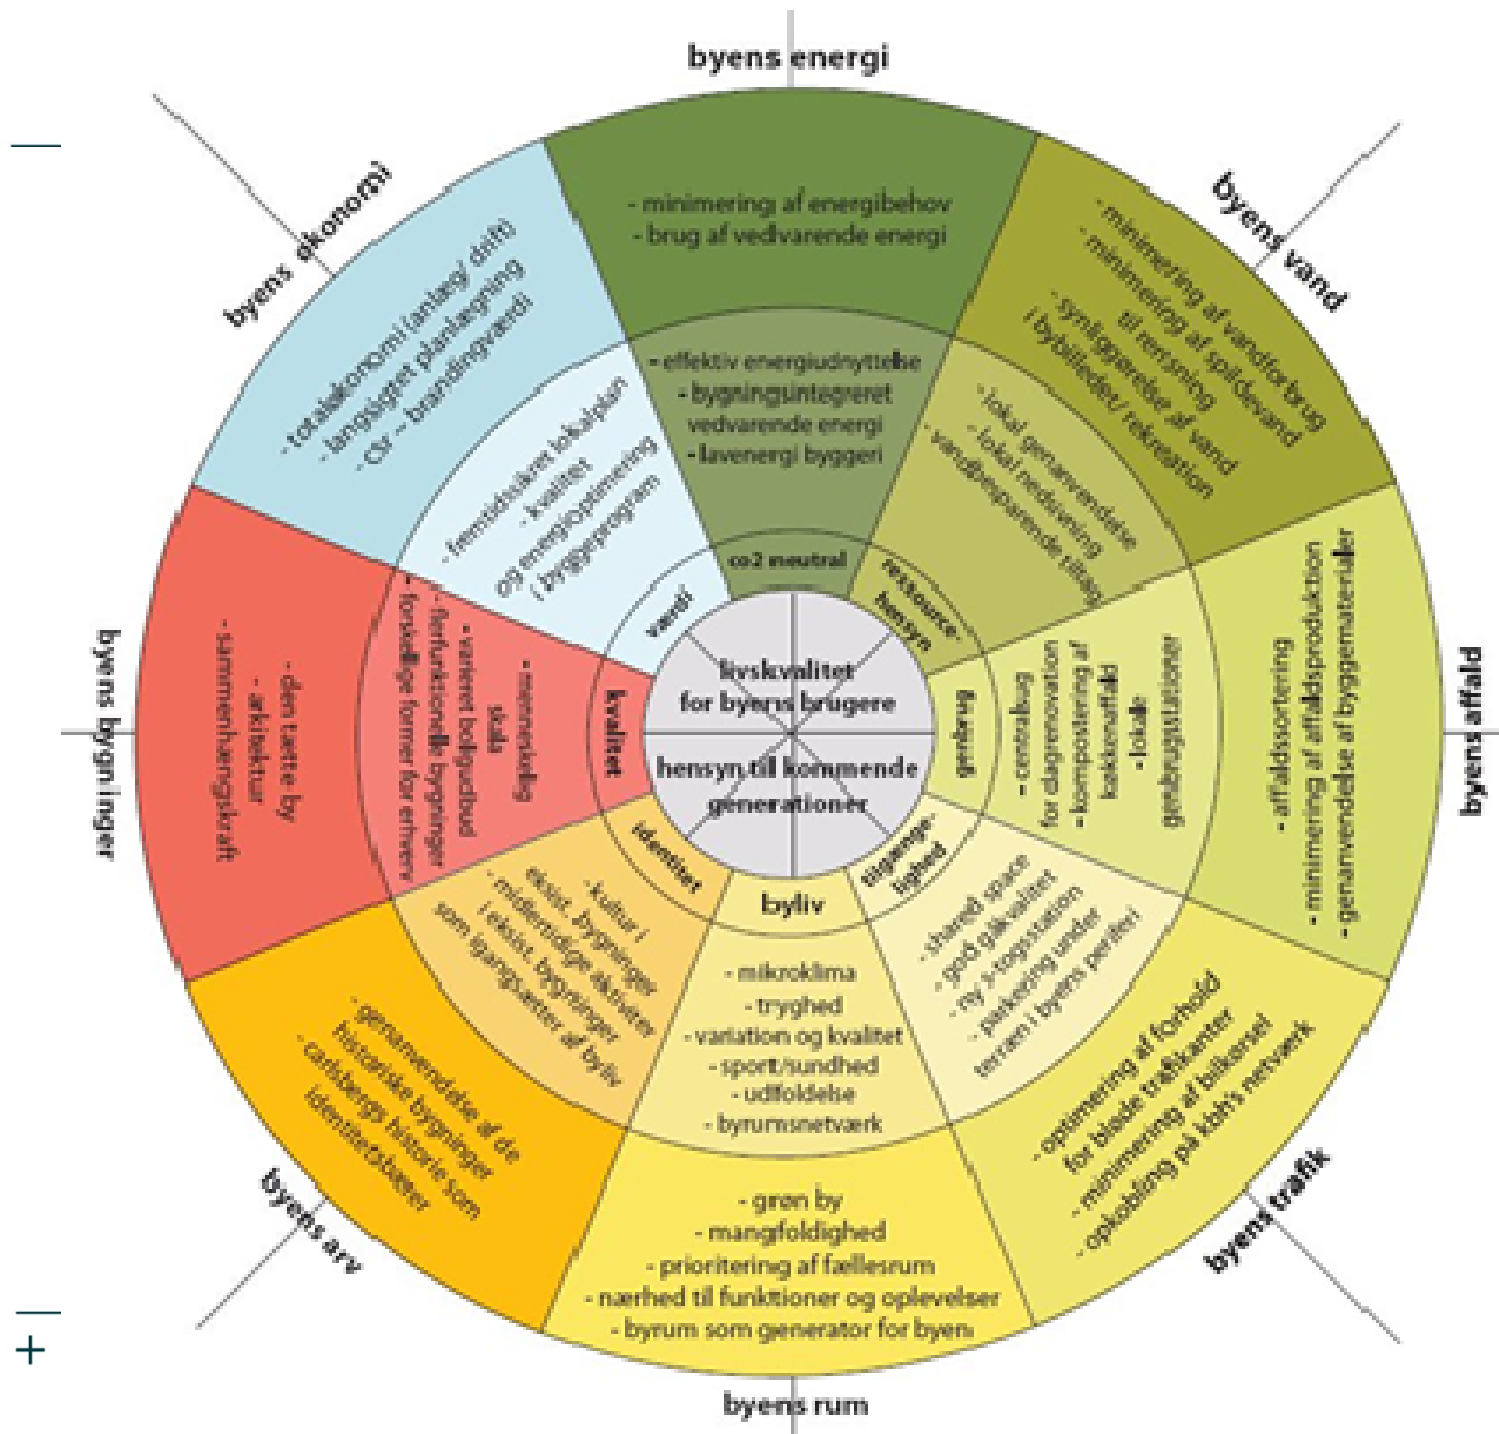 byens energi
- minimering af energibehov
- brug af vedvarende energi
- effektiv energiudnyttelse
- bygningsintegreret
vedvarende energi
- lavenergi byggeri
co2 neutral
byens vand
- minimering af vandforbrug
- minimering af spildevand
til rensning
- synliggørelse af vand
i bybilledet/ rekreation
- lokal genanvendelse
- lokal nedsivning
- vandbesparende tiltag
ressource-
hensyn
byens affald
- affaldssortering
- minimering af affaldsproduktion
- genanvendelse af byggematerialer
- centralsug
for dagrenovation
- kompostering af
køkkenaffald
- lokale
genbrugsstationer
genbrug
byens trafik
- optimering af forhold
for bløde trafikanter
- minimering af bilkørsel
- opkobling på kbh's netværk
- shared space
- god gåkvalitet
- ny s-togsstation
- parkering under
terræn i byens periferi
tilgænge-
lighed
byens rum
- grøn by
- mangfoldighed
- prioritering af fællesrum
- nærhed til funktioner og oplevelser
- byrum som generator for byen
- mikroklima
- tryghed
- variation og kvalitet
- sport/sundhed
- udfoldelse
- byrumsnetværk
byliv
byens arv
- genanvendelse af de
historiske bygninger
- carlsbergs historie som
identitetsbærer
- kultur i
eksist. bygninger
- midlertidige aktiviteter
i eksist. bygninger
som igangsætter af byliv
identitet
byens bygninger
- den tætte by
- arkitektur
- sammenhængskraft
- menneskelig
skala
- varieret boligudbud
- flerfunktionelle bygninger
- forskellige former for erhverv
kvalitet
byens økonomi
- totaløkonomi (anlæg/ drift)
- langsigtet planlægning
- CSr – brandingværdi
- fremtidssikret lokalplan
- kvalitet
og energioptimering
i byggeprogram
værdi
livskvalitet
for byens brugere
hensyn til kommende
generationer
+